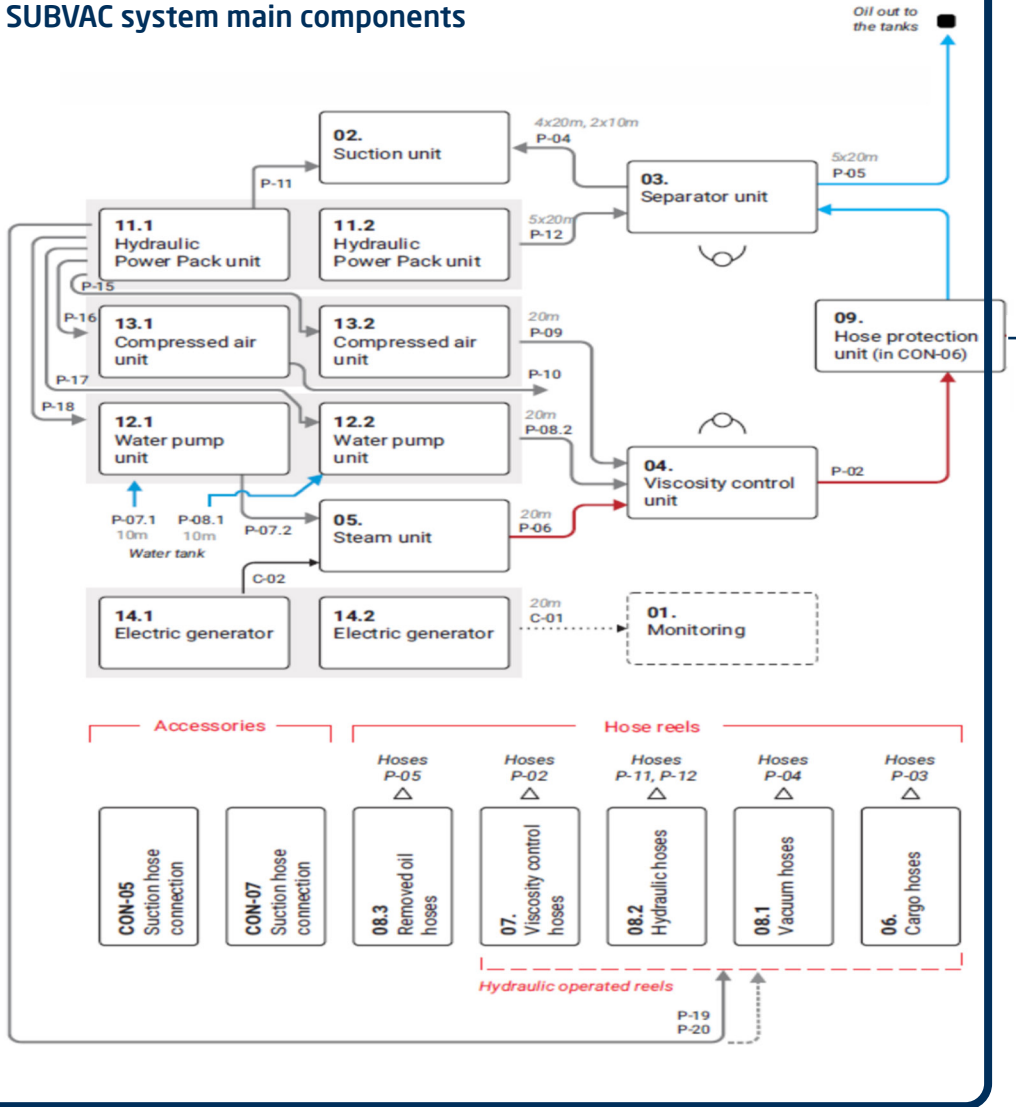 SUBVAC system main components
Oil out to
the tanks
02.
Suction unit
4x20m, 2x10m
P-04
03.
Separator unit
5x20m
P-05
P-11
11.1
Hydraulic
Power Pack unit
11.2
Hydraulic
Power Pack unit
5x20m
P-12
P-15
P-16
13.1
Compressed air
unit
13.2
Compressed air
unit
20m
P-09
09.
Hose protection
unit (in CON-06)
P-17
P-10
P-18
12.1
Water pump
unit
12.2
Water pump
unit
20m
P-08.2
04.
Viscosity control
unit
P-02
P-07.1
10m
P-08.1
10m
Water tank
P-07.2
05.
Steam unit
20m
P-06
C-02
14.1
Electric generator
14.2
Electric generator
20m
C-01
01.
Monitoring
Accessories
Hose reels
Hoses
P-05
Hoses
P-02
Hoses
P-11, P-12
Hoses
P-04
Hoses
P-03
CON-05
Suction hose
connection
CON-07
Suction hose
connection
08.3
Removed oil
hoses
07.
Viscosity control
hoses
08.2
Hydraulic hoses
08.1
Vacuum hoses
06.
Cargo hoses
Hydraulic operated reels
P-19
P-20